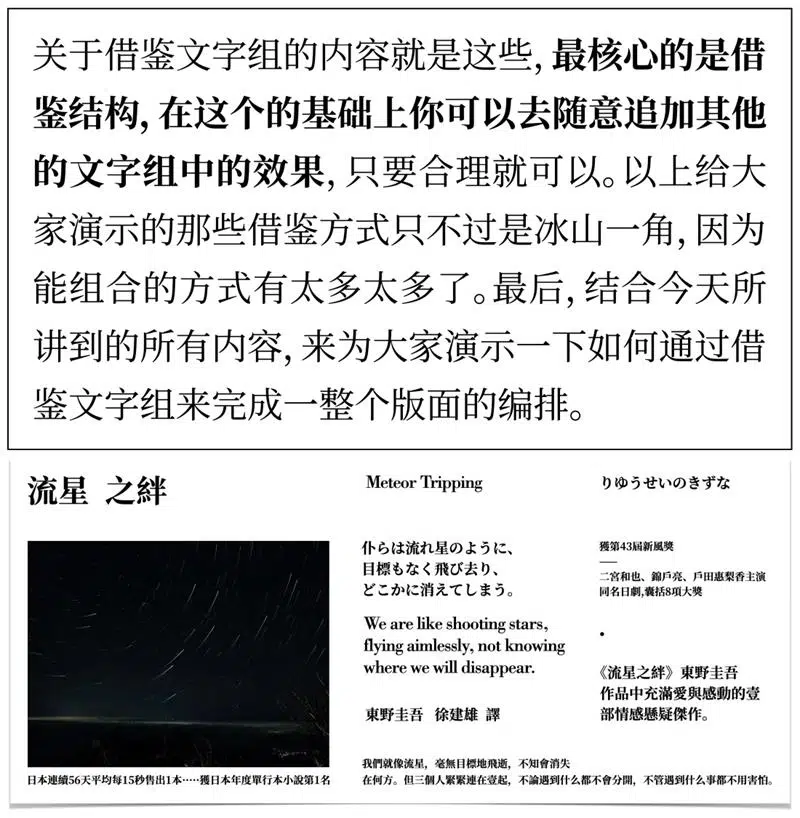 关于借鉴文字组的内容就是这些, 最核心的是借
鉴结构, 在这个的基础上你可以去随意追加其他
的文字组中的效果, 只要合理就可以。以上给大
家演示的那些借鉴方式只不过是冰山一角, 因为
能组合的方式有太多太多了。最后, 结合今天所
讲到的所有内容, 来为大家演示一下如何通过借
鉴文字组来完成一整个版面的编排。
流星 之絆
Meteor Tripping
りゆうせいのきずな
仆らは流れ星のように、
目標もなく飛び去り、
どこかに消えてしまう。
We are like shooting stars,
flying aimlessly, not knowing
where we will disappear.
東野圭吾 徐建雄 譯
獲第43屆新風獎
二宮和也、錦戶亮、戶田惠梨香主演
同名日劇,囊括8項大獎
《流星之絆》東野圭吾
作品中充滿愛與感動的壹
部情感懸疑傑作。
日本連續56天平均每15秒售出1本·····獲日本年度單行本小說第1名
我們就像流星，毫無目標地飛逝，不知會消失
在何方。但三個人緊緊連在壹起，不論遇到什么都不會分開，不管遇到什么事都不用害怕。